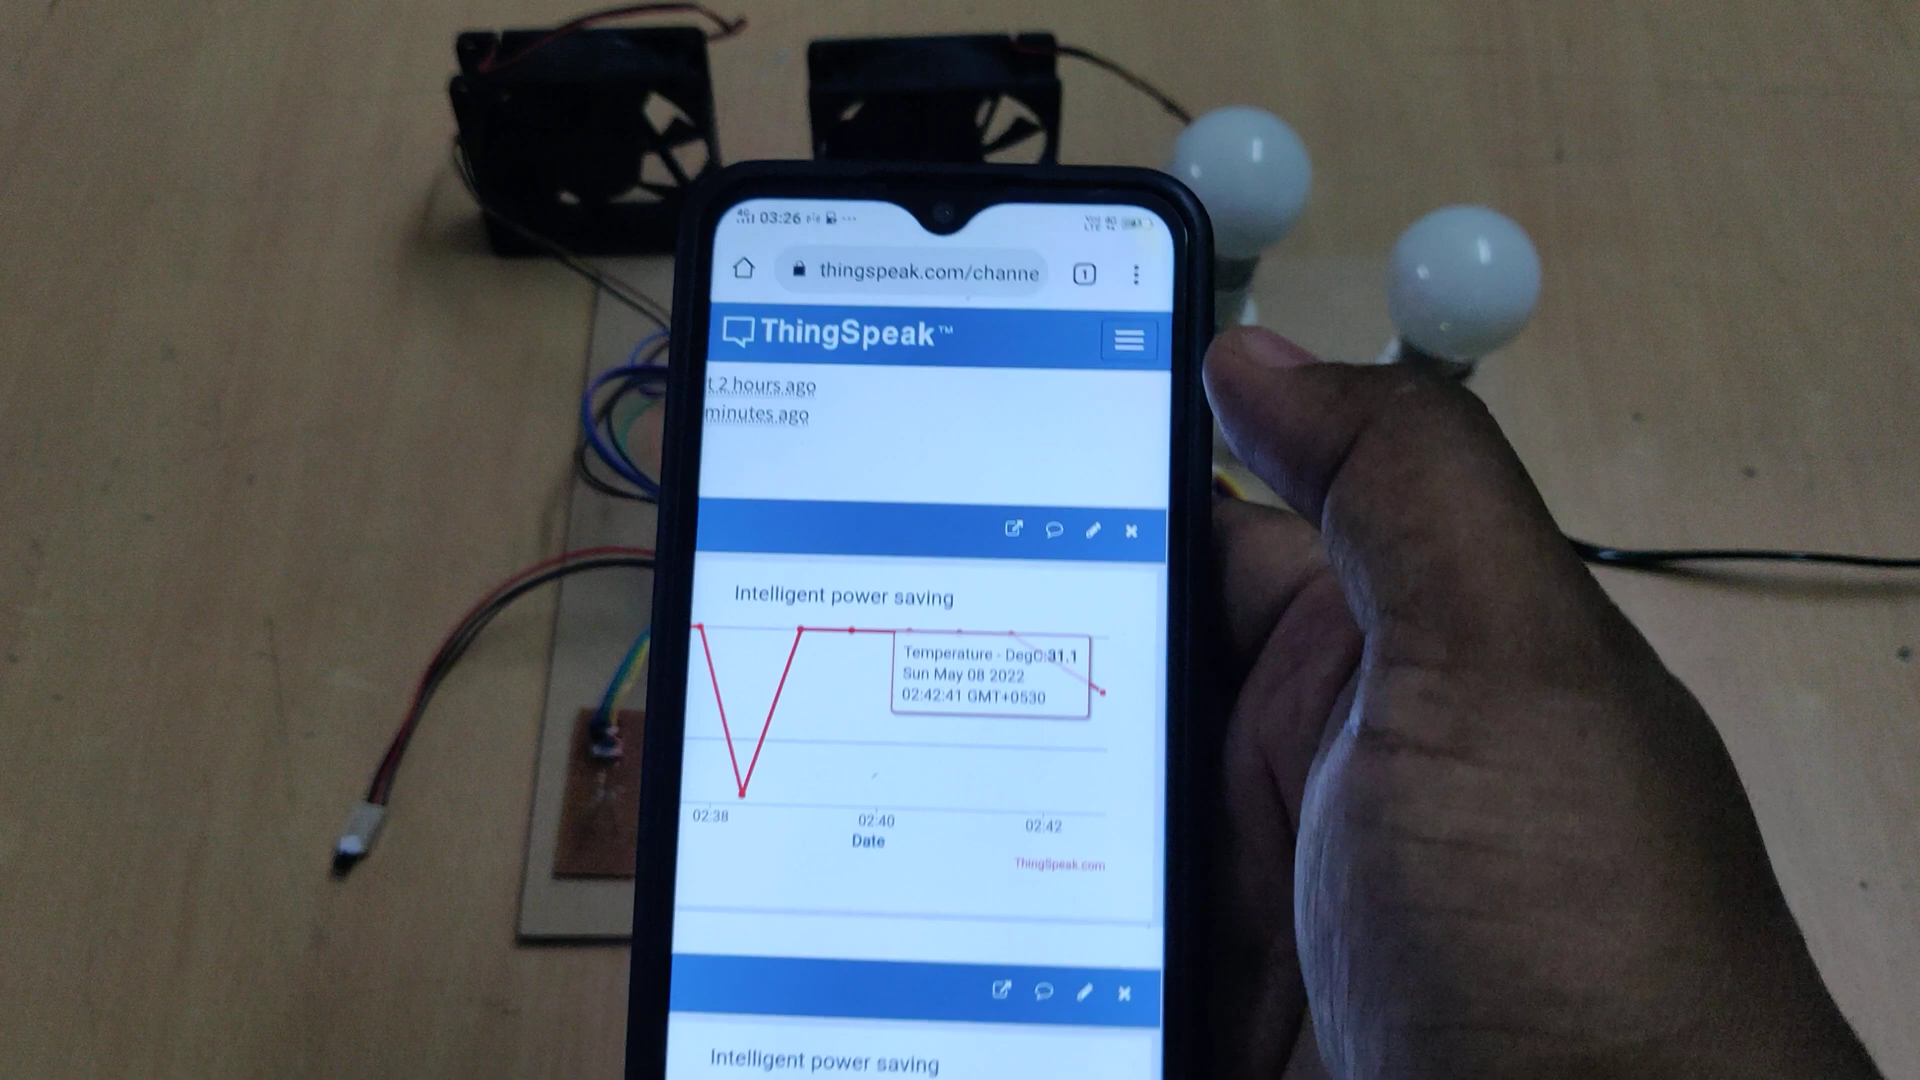 4G 03:26
thingspeak.com/channe
1
ThingSpeak™
t 2 hours ago
minutes ago
Intelligent power saving
Temperature - DegC:31.1
Sun May 08 2022
02:42:41 GMT+0530
02:38 02:40 02:42
Date
ThingSpeak.com
Intelligent power saving